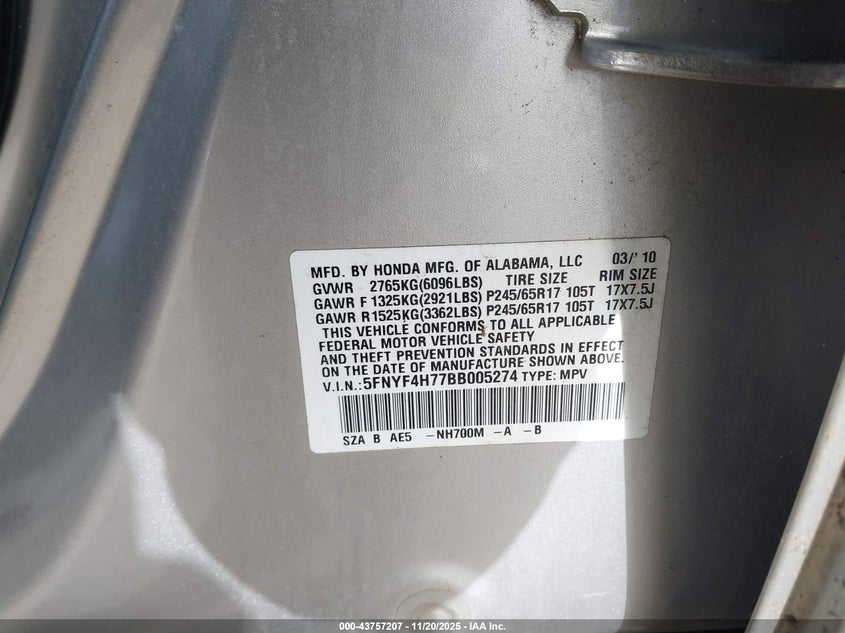 MFD. BY HONDA MFG. OF ALABAMA, LLC 03/' 10
GVWR 2765KG(6096LBS) TIRE SIZE RIM SIZE
GAWR F 1325KG(2921LBS) P245/65R17 105T 17X7.5J
GAWR R 1525KG(3362LBS) P245/65R17 105T 17X7.5J
THIS VEHICLE CONFORMS TO ALL APPLICABLE
FEDERAL MOTOR VEHICLE SAFETY
AND THEFT PREVENTION STANDARDS IN EFFECT
ON THE DATE OF MANUFACTURE SHOWN ABOVE.
V.I.N.:5FNYF4H77BB005274 TYPE: MPV
SZA B AE5 -NH700M -A -B
000-43757207 - 11/20/2025 - IAA Inc.